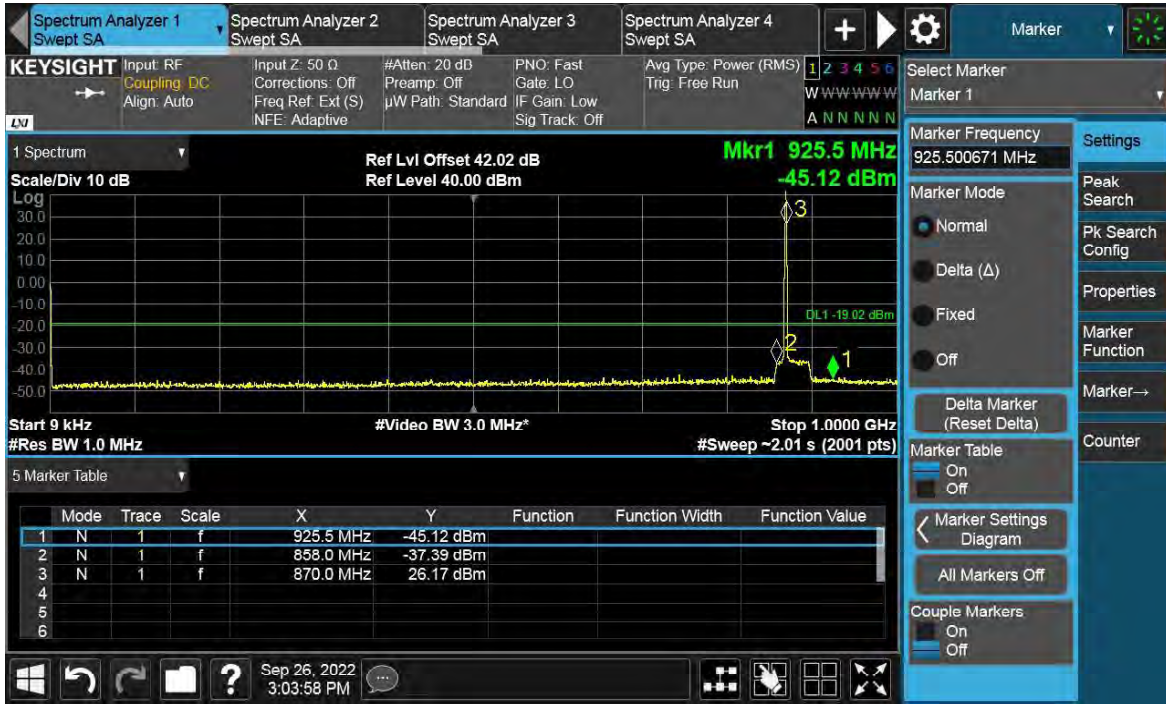 Spectrum Analyzer 1
Swept SA
Spectrum Analyzer 2
Swept SA
Spectrum Analyzer 3
Swept SA
Spectrum Analyzer 4
Swept SA
+
Marker
KEYSIGHT
LXI
Input: RF
Coupling: DC
Align: Auto
Input Z: 50 Ω
Corrections: Off
Freq Ref: Ext (S)
NFE: Adaptive
#Atten: 20 dB
Preamp: Off
µW Path: Standard
PNO: Fast
Gate: LO
IF Gain: Low
Sig Track: Off
Avg Type: Power (RMS)
Trig: Free Run
1 2 3 4 5 6
W W W W W W
A N N N N N
1 Spectrum
Scale/Div 10 dB
Ref Lvl Offset 42.02 dB
Ref Level 40.00 dBm
Mkr1 925.5 MHz
-45.12 dBm
Log
30.0
20.0
10.0
0.00
-10.0
-20.0
-30.0
-40.0
-50.0
3
DL1 -19.02 dBm
2
1
Start 9 kHz
#Video BW 3.0 MHz*
Stop 1.0000 GHz
#Res BW 1.0 MHz
#Sweep ~2.01 s (2001 pts)
5 Marker Table
Mode Trace Scale X Y Function Function Width Function Value
1 N 1 f 925.5 MHz -45.12 dBm
2 N 1 f 858.0 MHz -37.39 dBm
3 N 1 f 870.0 MHz 26.17 dBm
4
5
6
?
Sep 26, 2022
3:03:58 PM
Select Marker
Marker 1
Marker Frequency
925.500671 MHz
Marker Mode
Normal
Delta (Δ)
Fixed
Off
Delta Marker
(Reset Delta)
Marker Table
On
Off
Marker Settings
Diagram
All Markers Off
Couple Markers
On
Off
Settings
Peak
Search
Pk Search
Config
Properties
Marker
Function
Marker→
Counter